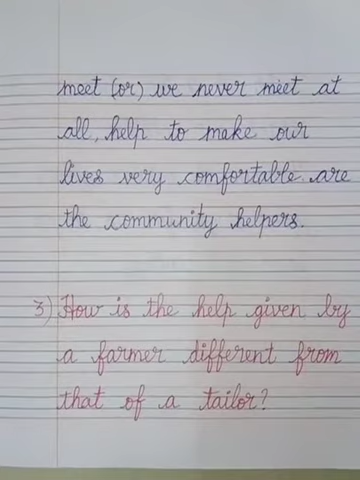 meet (or) we never meet at
all, help to make our
lives very comfortable are
the community helpers.
3) How is the help given by
a farmer different from
that of a tailor?